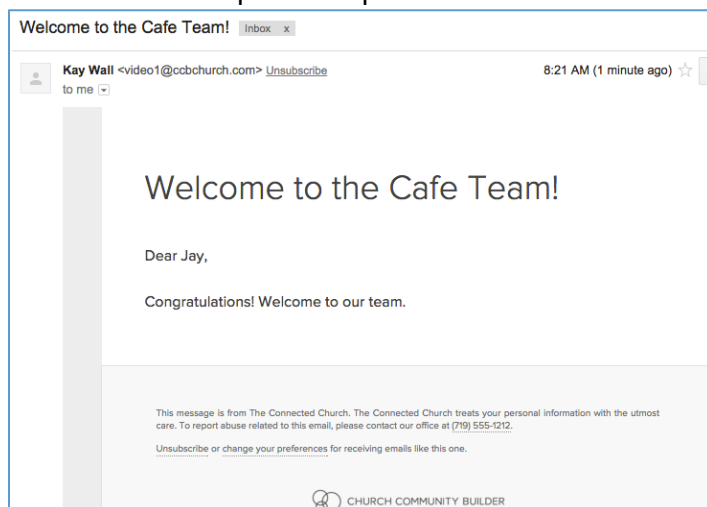 Welcome to the Cafe Team! Inbox x
Kay Wall <video1@ccbchurch.com> Unsubscribe 8:21 AM (1 minute ago)
to me
Welcome to the Cafe Team!
Dear Jay,
Congratulations! Welcome to our team.
This message is from The Connected Church. The Connected Church treats your personal information with the utmost
care. To report abuse related to this email, please contact our office at (719) 555-1212.
Unsubscribe or change your preferences for receiving emails like this one.
CHURCH COMMUNITY BUILDER